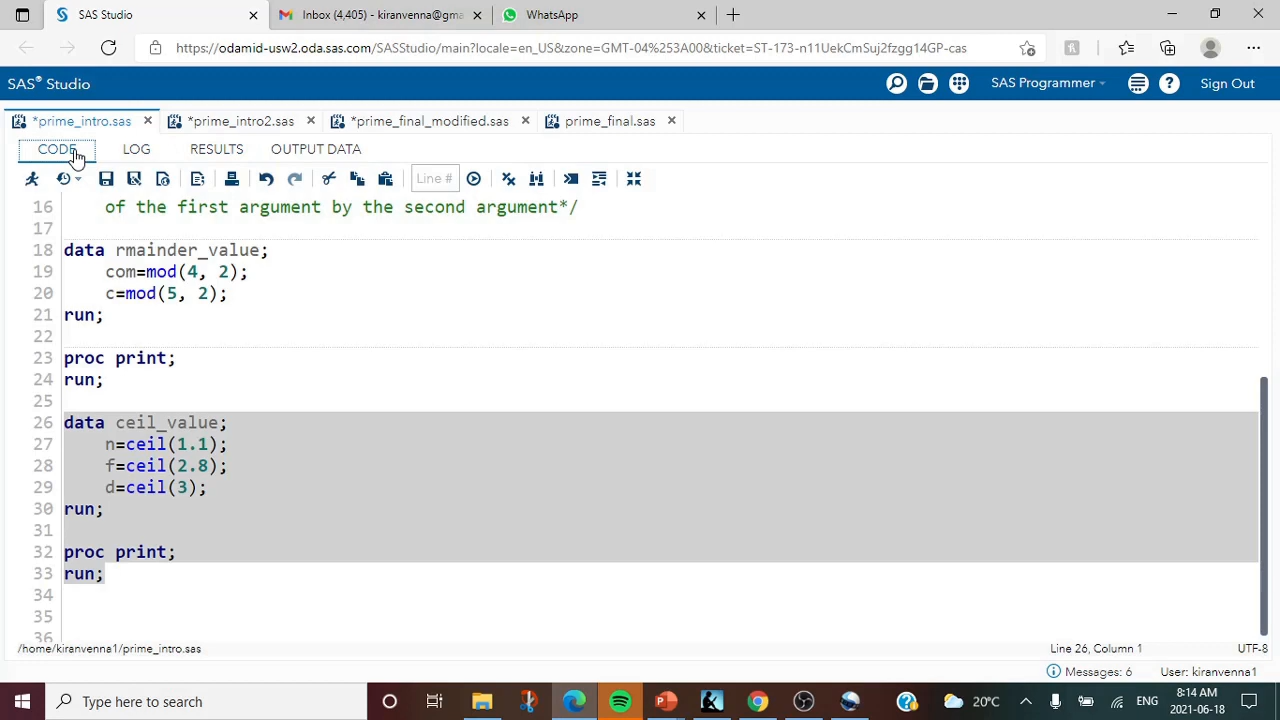 SAS Studio
Inbox (4,405) - kiranvenna@gma
WhatsApp
https://odamid-usw2.oda.sas.com/SASStudio/main?locale=en_US&zone=GMT-04%253A00&ticket=ST-173-n11UekCmSuj2fzgg14GP-cas
SAS® Studio
SAS Programmer
Sign Out
*prime_intro.sas
*prime_intro2.sas
*prime_final_modified.sas
prime_final.sas
CODE
LOG
RESULTS
OUTPUT DATA
Line #
16 of the first argument by the second argument*/
17
18 data rmainder_value;
19 com=mod(4, 2);
20 c=mod(5, 2);
21 run;
22
23 proc print;
24 run;
25
26 data ceil_value;
27 n=ceil(1.1);
28 f=ceil(2.8);
29 d=ceil(3);
30 run;
31
32 proc print;
33 run;
34
35
36
/home/kiranvenna1/prime_intro.sas
Line 26, Column 1
UTF-8
Messages: 6
User: kiranvenna1
Type here to search
20°C
ENG
8:14 AM
2021-06-18